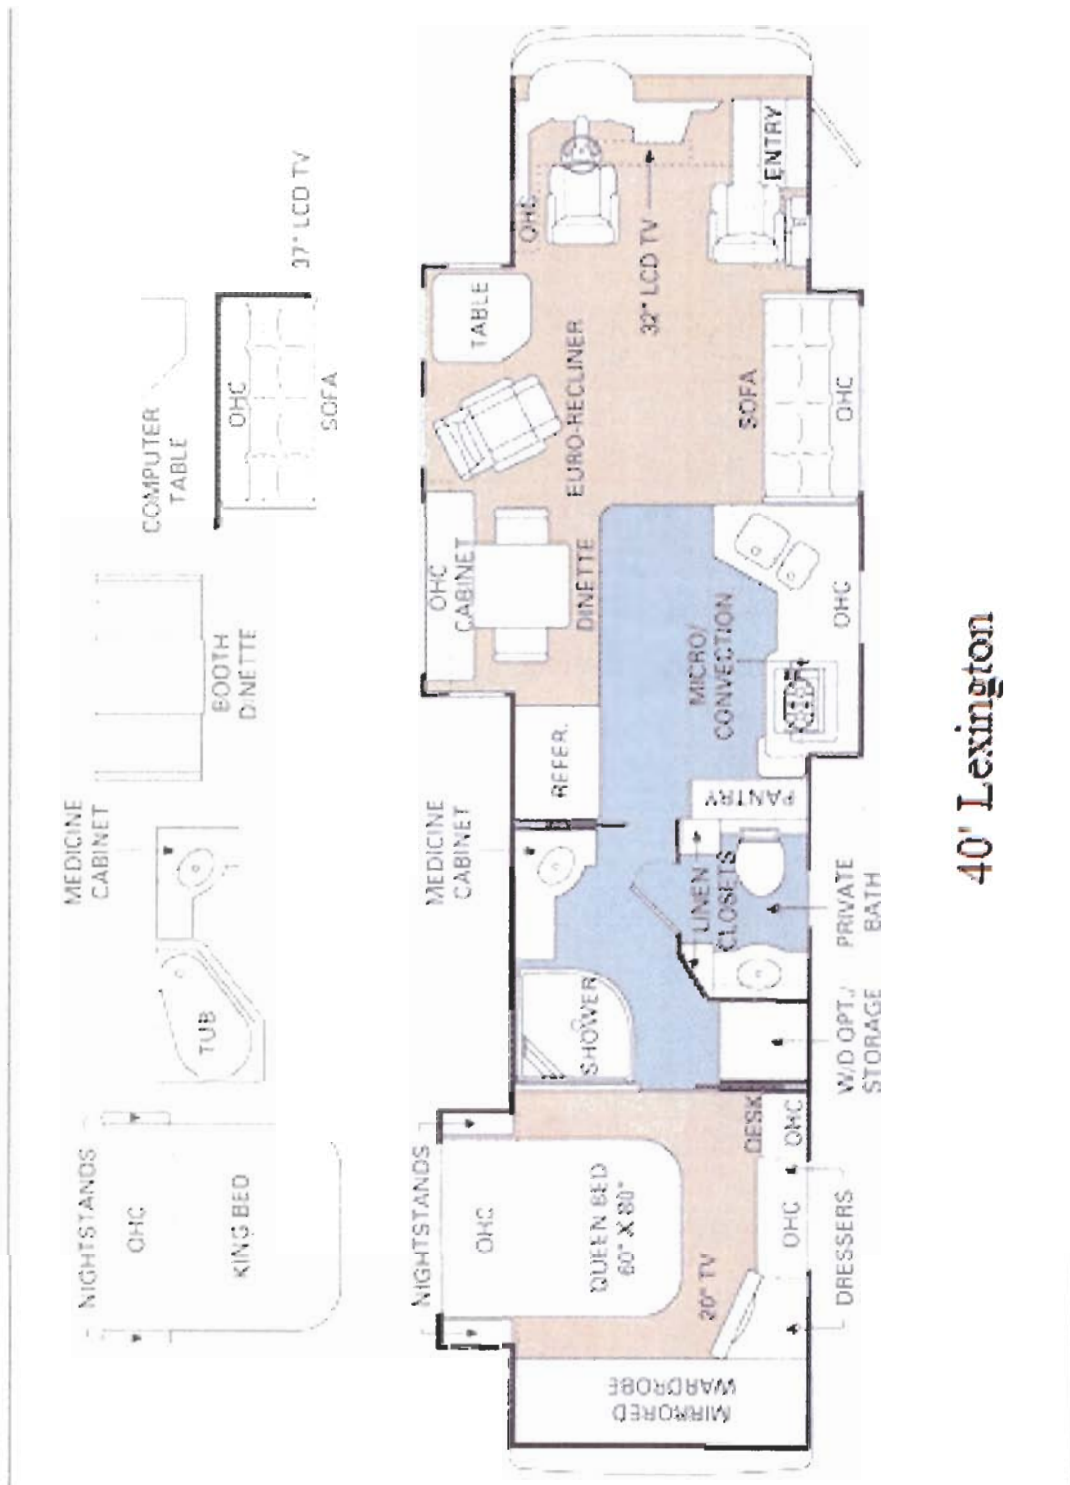 NIGHTSTANDS
OHC
KING BED
TUB
MEDICINE
CABINET
BOOTH
DINETTE
COMPUTER
TABLE
OHC
SOFA
37" LCD TV
NIGHTSTANDS
OHC
QUEEN BED
60" X 80"
MIRRORED
WARDROBE
20" TV
OHC
DRESSERS
DESK
OHC
SHOWER
MEDICINE
CABINET
W/D OPT./
STORAGE
LINEN
CLOSETS
PRIVATE
BATH
PANTRY
REFER.
MICRO/
CONVECTION
OHC
OHC
CABINET
DINETTE
EURO-RECLINER
TABLE
SOFA
OHC
32" LCD TV
OHC
ENTRY
40' Lexington